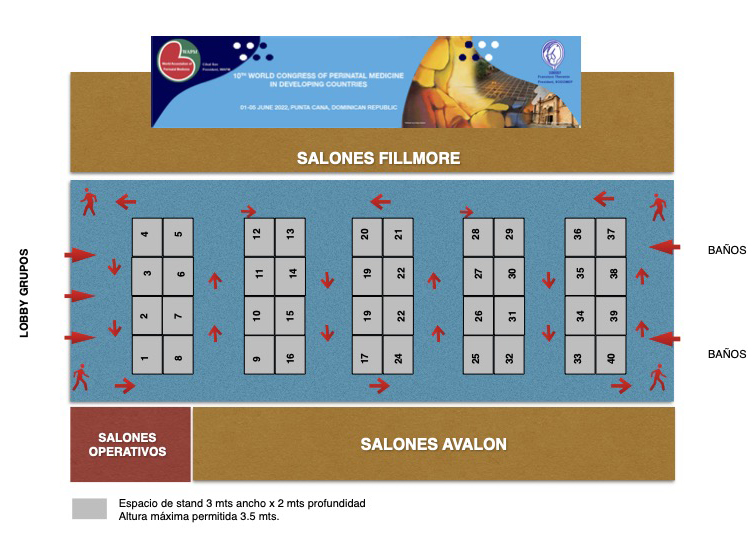 WAPM
World Association of
Perinatal Medicine
10TH WORLD CONGRESS OF PERINATAL MEDICINE
IN DEVELOPING COUNTRIES
01-05 JUNE 2022, PUNTA CANA, DOMINICAN REPUBLIC
SALONES FILLMORE
4 5 12 13 20 21 28 29 36 37
3 6 11 14 19 22 27 30 35 38
2 7 10 15 19 22 26 31 34 39
1 8 9 16 17 24 25 32 33 40
LOBBY GRUPOS
BAÑOS
BAÑOS
SALONES
OPERATIVOS
SALONES AVALON
Espacio de stand 3 mts ancho x 2 mts profundidad
Altura máxima permitida 3.5 mts.